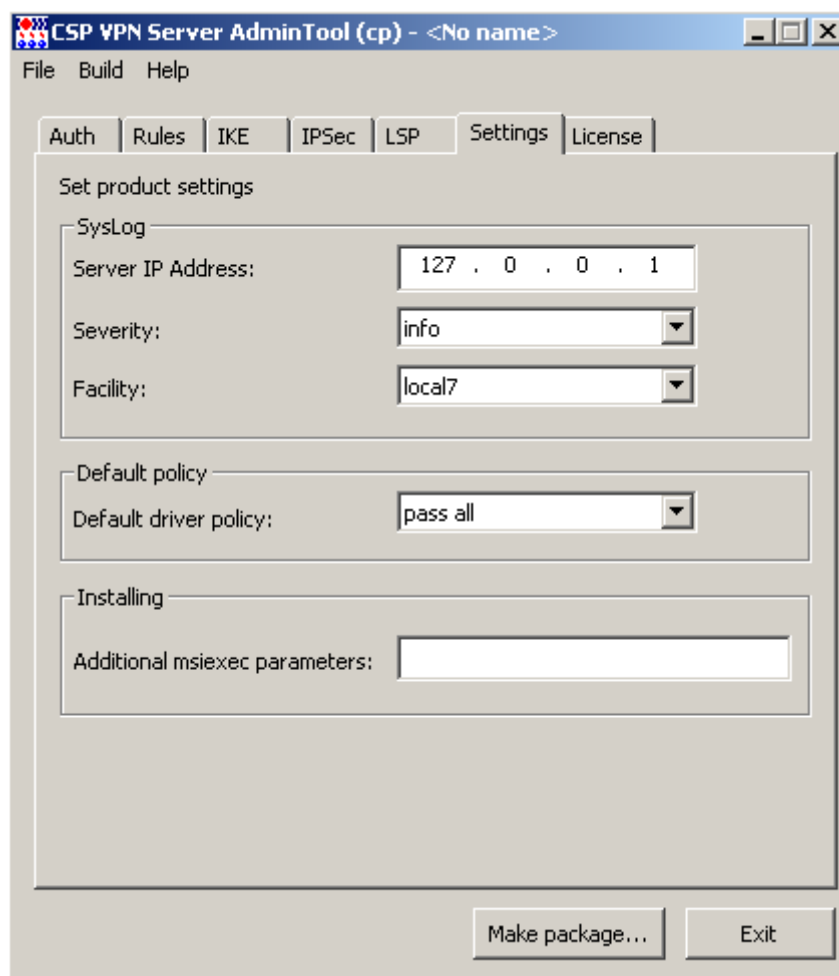 CSP VPN Server AdminTool (cp) - <No name>
File Build Help
Auth Rules IKE IPSec LSP Settings License
Set product settings
SysLog
Server IP Address: 127 . 0 . 0 . 1
Severity: info
Facility: local7
Default policy
Default driver policy: pass all
Installing
Additional msiexec parameters:
Make package... Exit